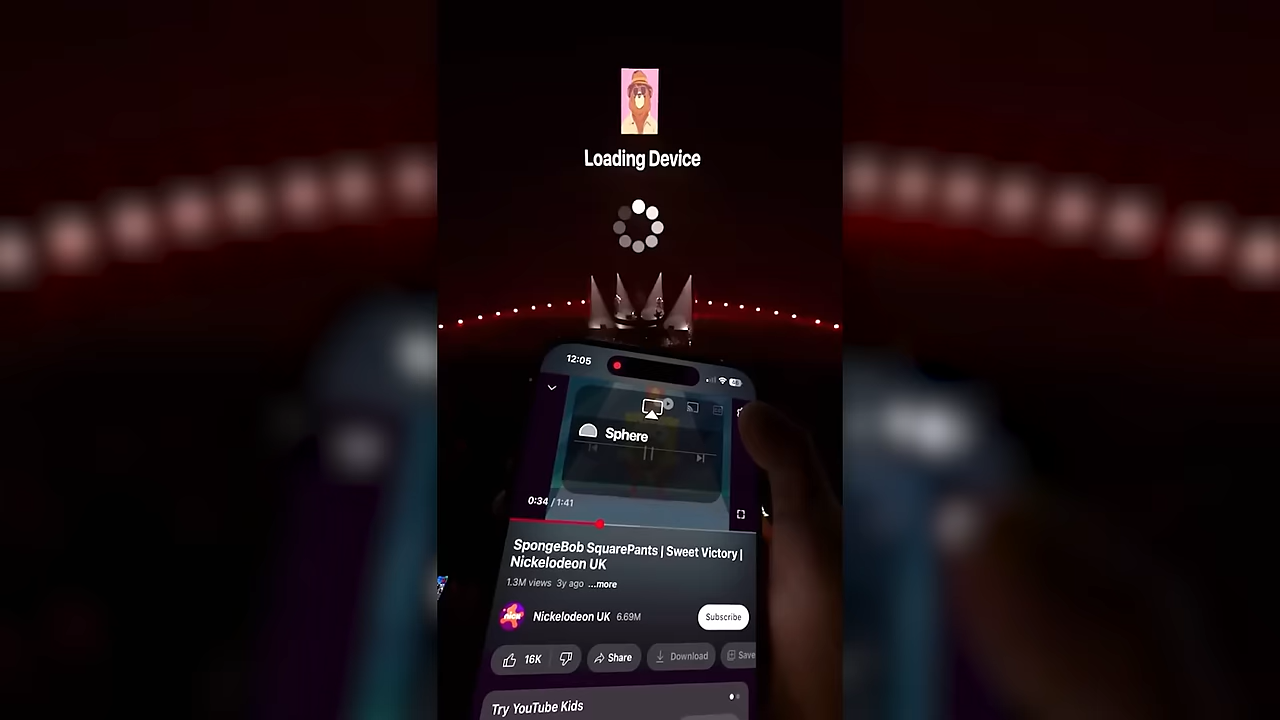 Loading Device
12:05
48
Sphere
0:34 / 1:41
SpongeBob SquarePants | Sweet Victory |
Nickelodeon UK
1.3M views 3y ago ...more
Nickelodeon UK 6.69M
Subscribe
16K
Share
Download
Save
Try YouTube Kids